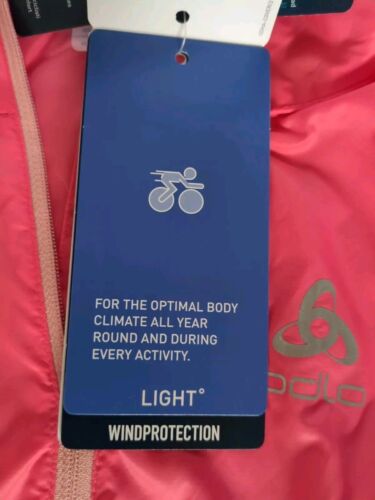 FOR THE OPTIMAL BODY
CLIMATE ALL YEAR
ROUND AND DURING
EVERY ACTIVITY.
LIGHT°
WINDPROTECTION
odlo